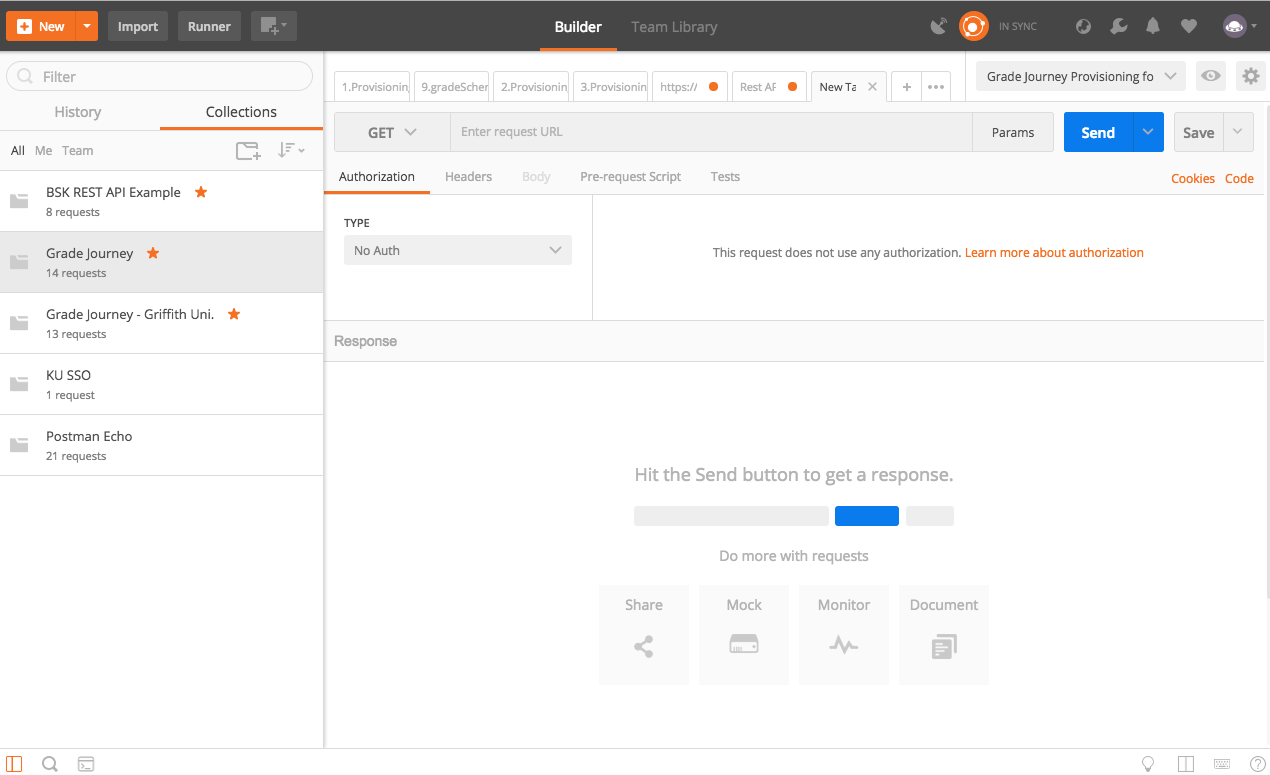 New Import Runner Builder Team Library IN SYNC
Filter
History Collections
All Me Team
BSK REST API Example
8 requests
Grade Journey
14 requests
Grade Journey - Griffith Uni.
13 requests
KU SSO
1 request
Postman Echo
21 requests
1.Provisioning 9.gradeSchem 2.Provisionin 3.Provisionin https:// Rest AP New Ta
Grade Journey Provisioning fo
GET Enter request URL Params Send Save
Authorization Headers Body Pre-request Script Tests Cookies Code
TYPE
No Auth
This request does not use any authorization. Learn more about authorization
Response
Hit the Send button to get a response.
Do more with requests
Share Mock Monitor Document